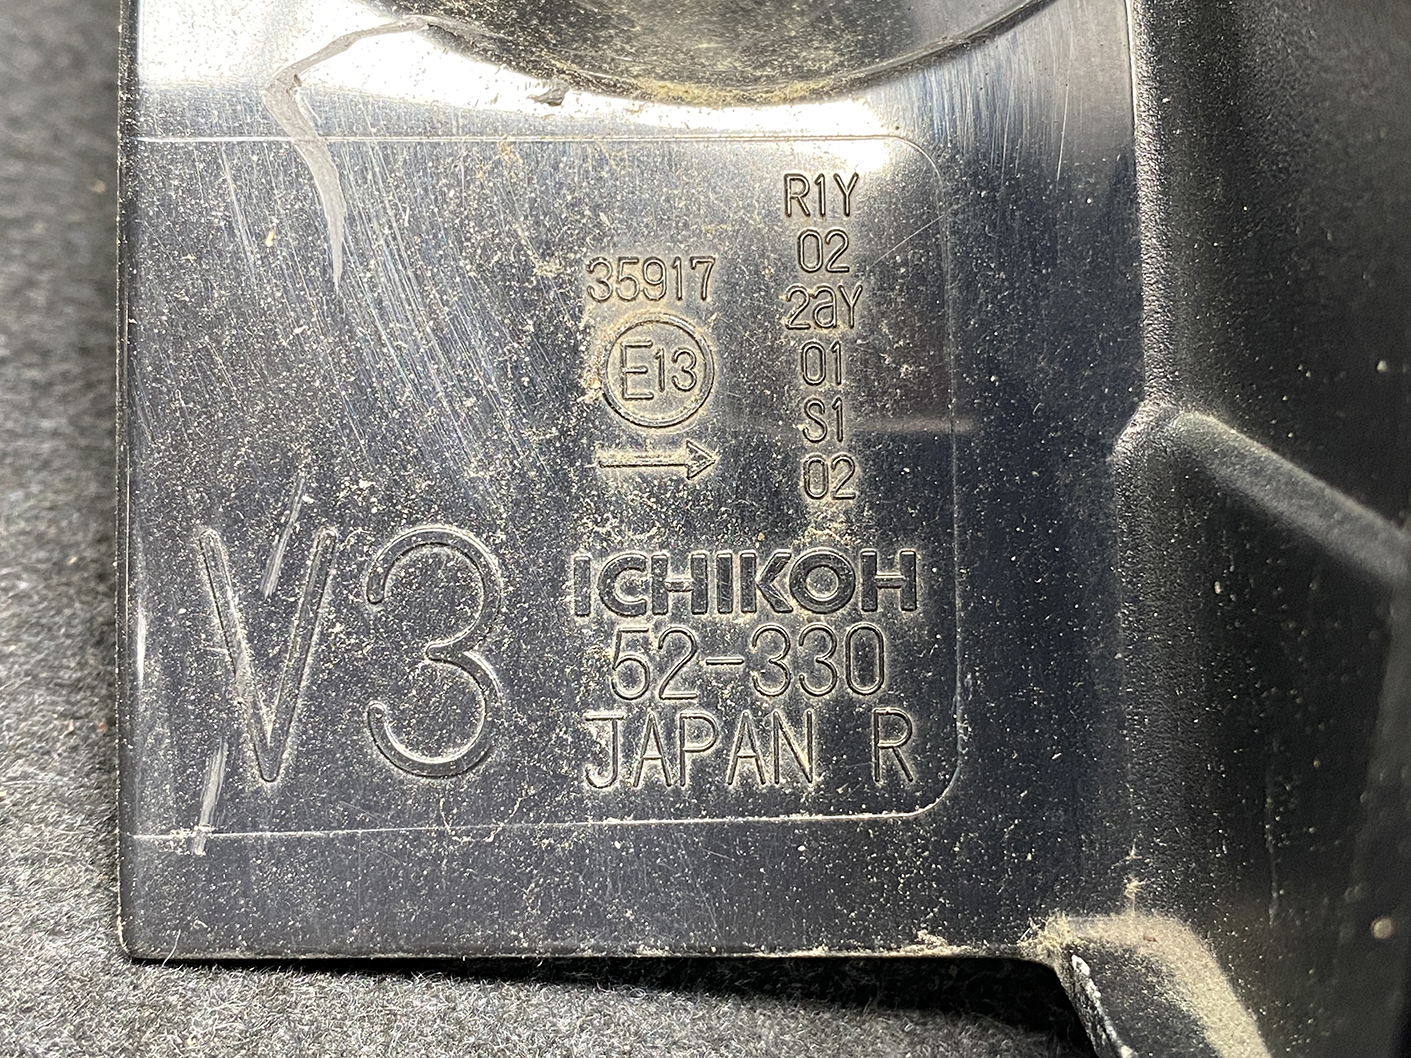 R1Y
02
2aY
01
S1
02
35917
E13
V3
ICHIKOH
52-330
JAPAN R